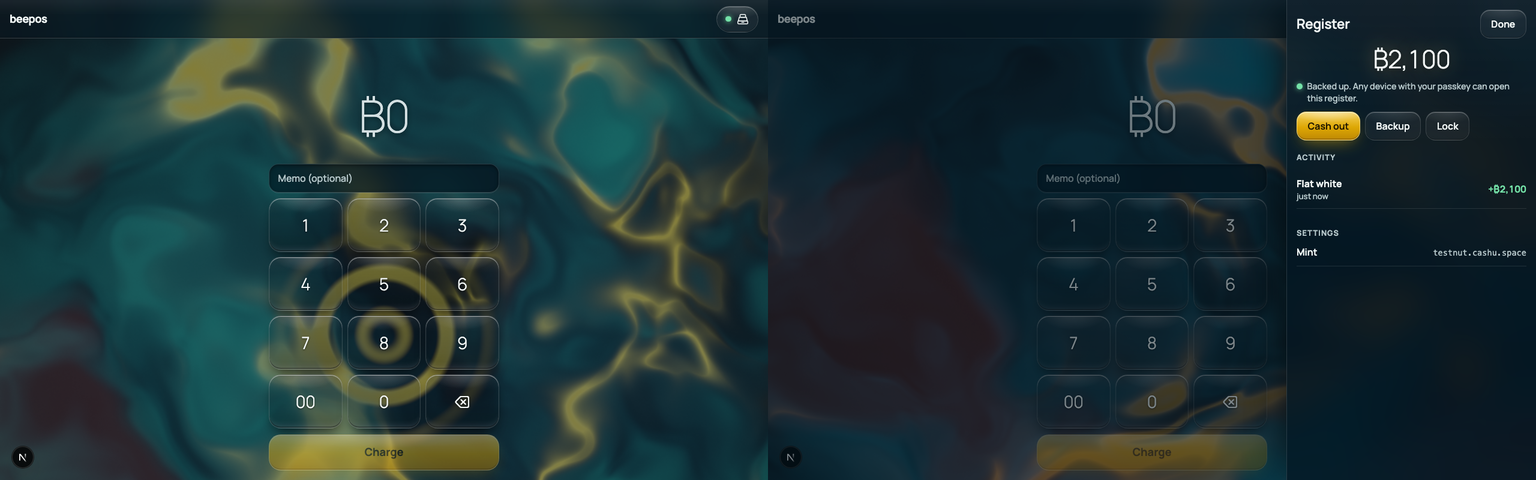 beepos
₿0
Memo (optional)
1 2 3
4 5 6
7 8 9
00 0
Charge
N
beepos
₿0
Memo (optional)
1 2 3
4 5 6
7 8 9
00 0
Charge
N
Register
Done
₿2,100
Backed up. Any device with your passkey can open
this register.
Cash out Backup Lock
ACTIVITY
Flat white
just now
+₿2,100
SETTINGS
Mint testnut.cashu.space